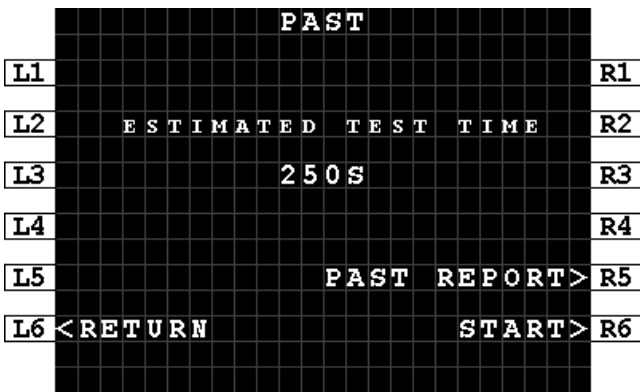 PAST
L1 R1
L2 ESTIMATED TEST TIME R2
L3 250S R3
L4 R4
L5 PAST REPORT> R5
L6 <RETURN START> R6